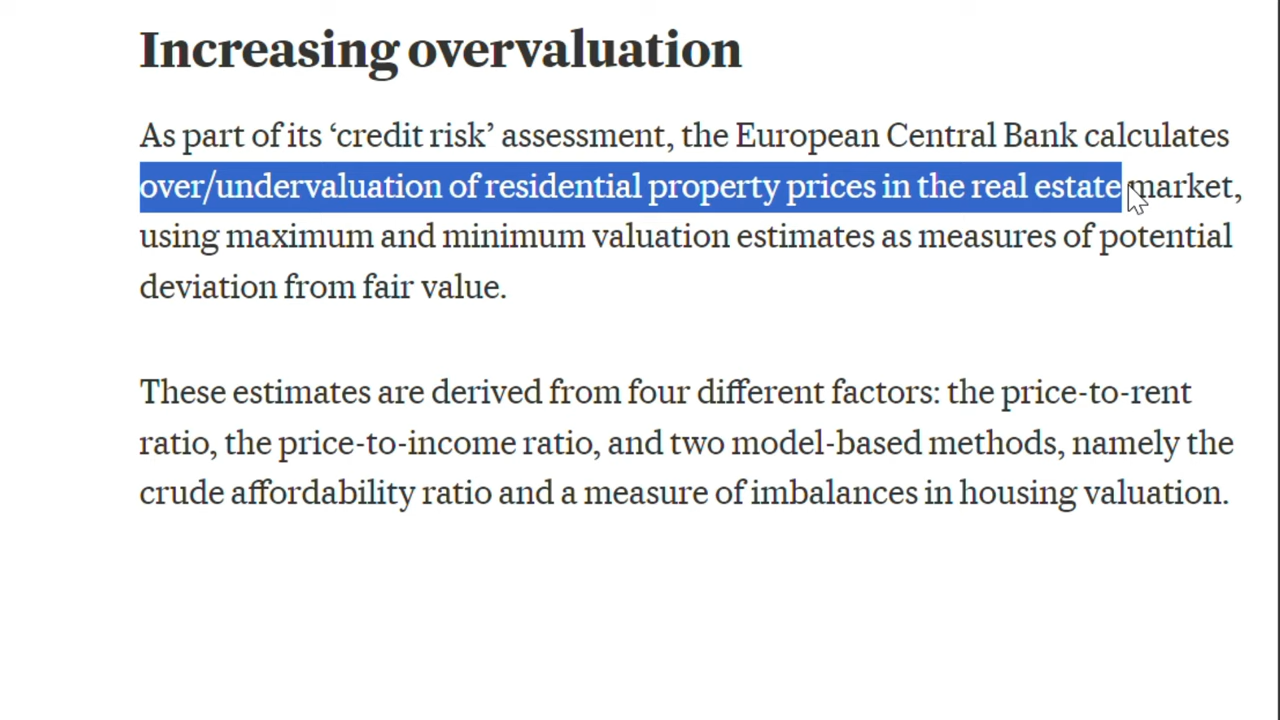 Increasing overvaluation
As part of its ‘credit risk’ assessment, the European Central Bank calculates
over/undervaluation of residential property prices in the real estate market,
using maximum and minimum valuation estimates as measures of potential
deviation from fair value.
These estimates are derived from four different factors: the price-to-rent
ratio, the price-to-income ratio, and two model-based methods, namely the
crude affordability ratio and a measure of imbalances in housing valuation.